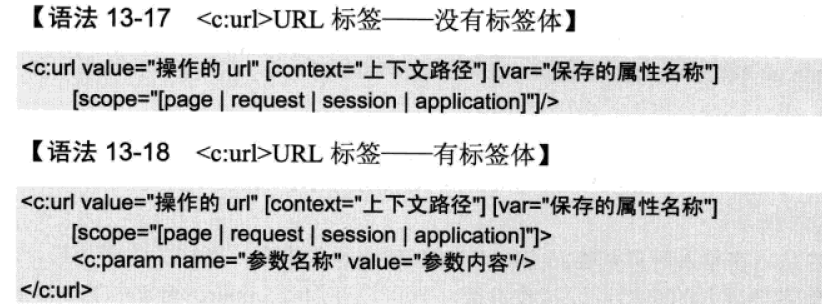 【语法 13-17 <c:url>URL 标签——没有标签体】
<c:url value="操作的 url" [context="上下文路径"] [var="保存的属性名称"]
[scope="[page | request | session | application]"]/>
【语法 13-18 <c:url>URL 标签——有标签体】
<c:url value="操作的 url" [context="上下文路径"] [var="保存的属性名称"]
[scope="[page | request | session | application]"]>
<c:param name="参数名称" value="参数内容"/>
</c:url>